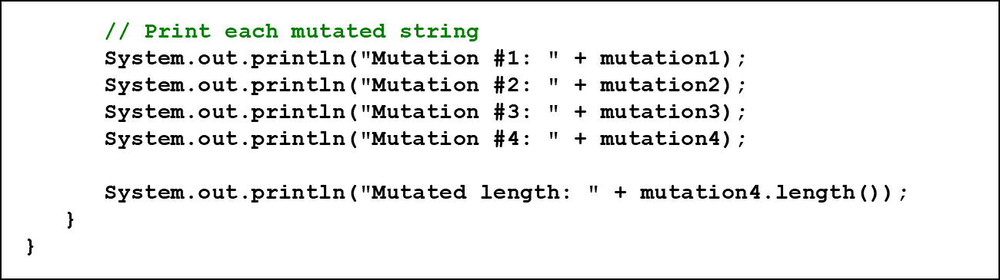 // Print each mutated string
System.out.println("Mutation #1: " + mutation1);
System.out.println("Mutation #2: " + mutation2);
System.out.println("Mutation #3: " + mutation3);
System.out.println("Mutation #4: " + mutation4);
System.out.println("Mutated length: " + mutation4.length());
}
}